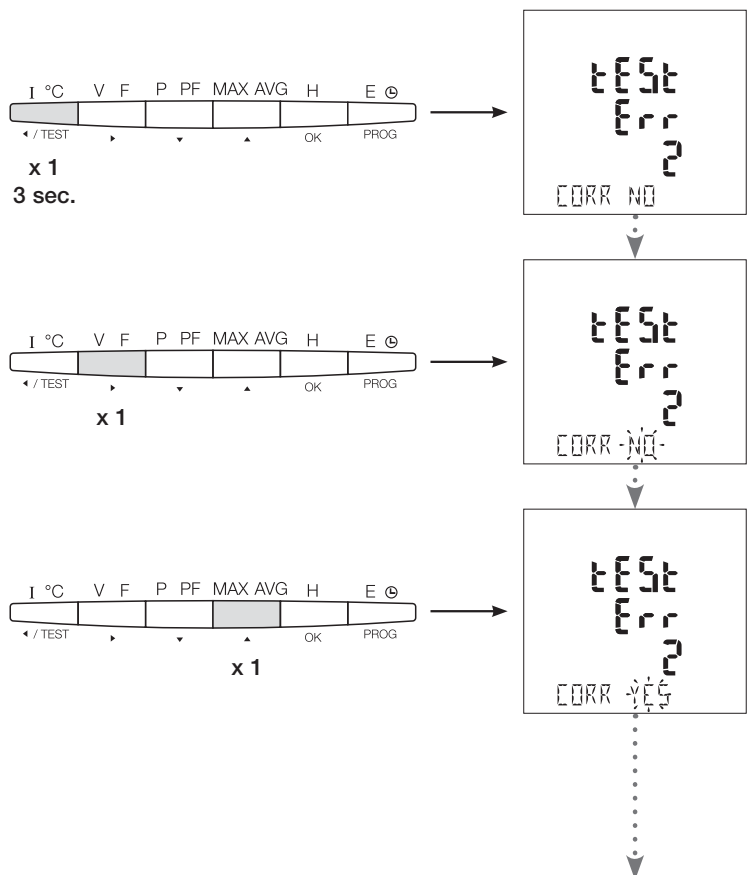 I °C V F P PF MAX AVG H E
/ TEST OK PROG
x 1
3 sec.
tESt
Err
2
CORR NO
I °C V F P PF MAX AVG H E
/ TEST OK PROG
x 1
tESt
Err
2
CORR -NO-
I °C V F P PF MAX AVG H E
/ TEST OK PROG
x 1
tESt
Err
2
CORR YES